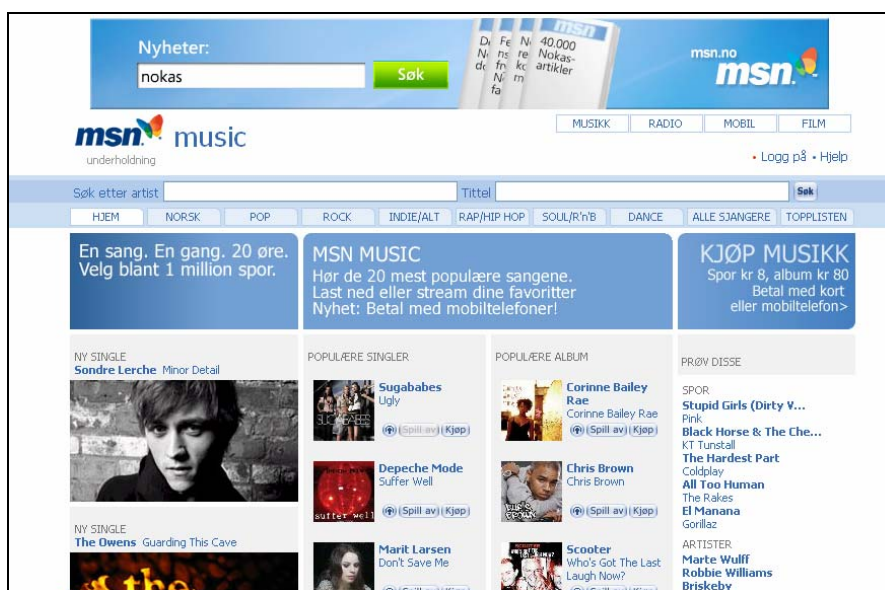 Nyheter:
nokas
Søk
40.000
Nokas-
artikler
msn
msn.no
msn
msn music
underholdning
MUSIKK RADIO MOBIL FILM
• Logg på • Hjelp
Søk etter artist Tittel Søk
HJEM NORSK POP ROCK INDIE/ALT RAP/HIP HOP SOUL/R'n'B DANCE ALLE SJANGERE TOPPLISTEN
En sang. En gang. 20 øre.
Velg blant 1 million spor.
MSN MUSIC
Hør de 20 mest populære sangene.
Last ned eller stream dine favoritter
Nyhet: Betal med mobiltelefoner!
KJØP MUSIKK
Spor kr 8, album kr 80
Betal med kort
eller mobiltelefon>
NY SINGLE
Sondre Lerche Minor Detail
NY SINGLE
The Owens Guarding This Cave
the
POPULÆRE SINGLER
Sugababes
Ugly
SUGABABES
Spill av Kjøp
Depeche Mode
Suffer Well
suffer well
Spill av Kjøp
Marit Larsen
Don't Save Me
Spill av Kjøp
POPULÆRE ALBUM
Corinne Bailey
Rae
Corinne Bailey Rae
Spill av Kjøp
Chris Brown
Chris Brown
Spill av Kjøp
Scooter
Who's Got The Last
Laugh Now?
Spill av Kjøp
PRØV DISSE
SPOR
Stupid Girls (Dirty V...
Pink
Black Horse & The Che...
KT Tunstall
The Hardest Part
Coldplay
All Too Human
The Rakes
El Manana
Gorillaz
ARTISTER
Marte Wulff
Robbie Williams
Briskeby